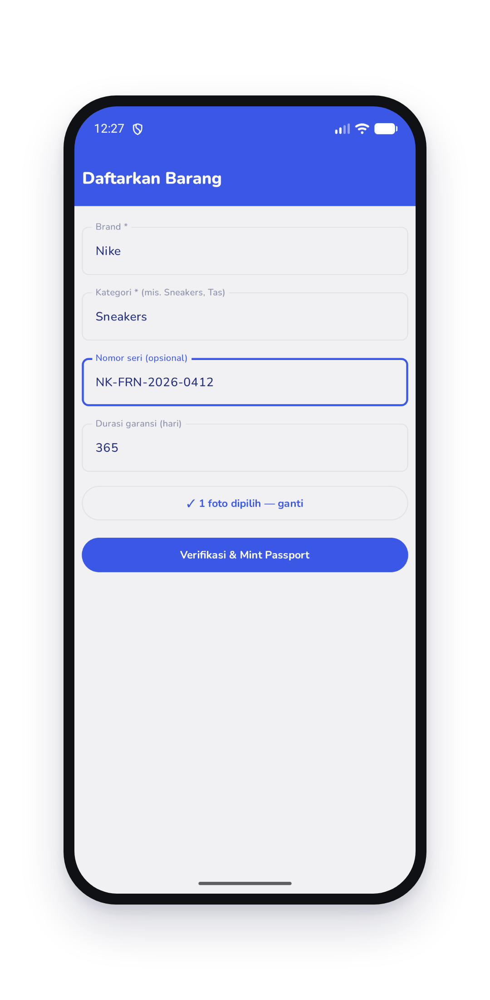 12:27
Daftarkan Barang
Brand *
Nike
Kategori * (mis. Sneakers, Tas)
Sneakers
Nomor seri (opsional)
NK-FRN-2026-0412
Durasi garansi (hari)
365
✓ 1 foto dipilih — ganti
Verifikasi & Mint Passport